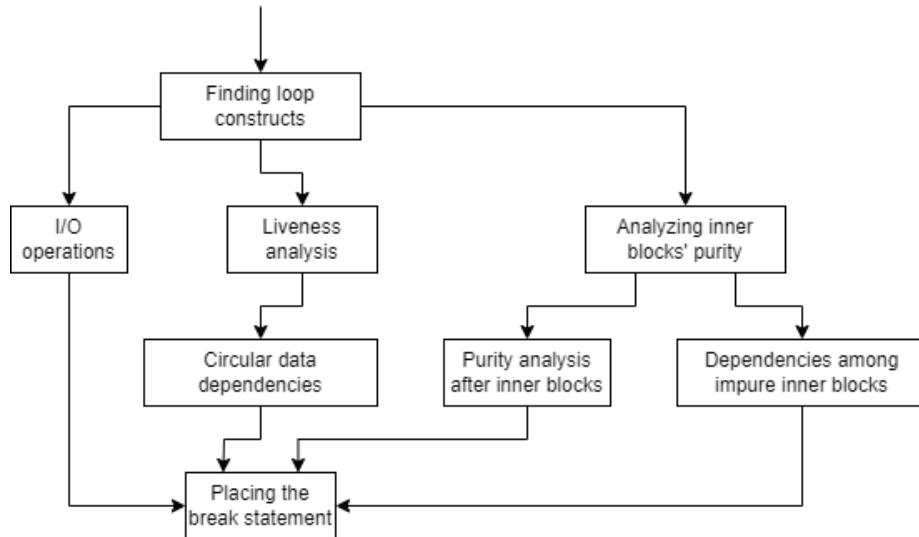 Finding loop
constructs
I/O
operations
Liveness
analysis
Analyzing inner
blocks' purity
Circular data
dependencies
Purity analysis
after inner blocks
Dependencies among
impure inner blocks
Placing the
break statement